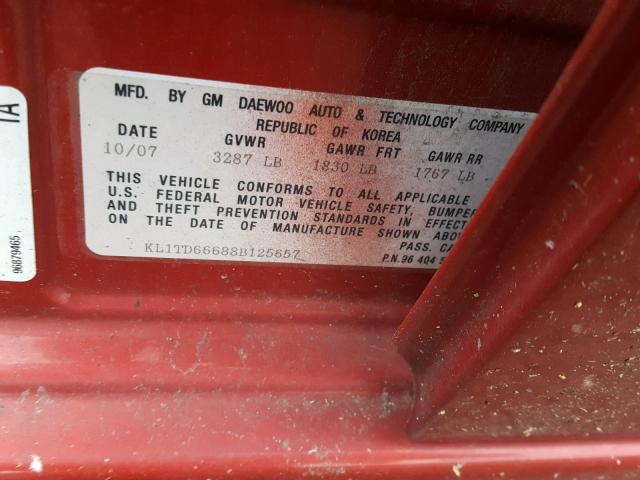 MFD. BY GM DAEWOO AUTO & TECHNOLOGY COMPANY
REPUBLIC OF KOREA
DATE GVWR GAWR FRT GAWR RR
10/07 3287 LB 1830 LB 1767 LB
THIS VEHICLE CONFORMS TO ALL APPLICABLE
U.S. FEDERAL MOTOR VEHICLE SAFETY, BUMPER
AND THEFT PREVENTION STANDARDS IN EFFECT
ON THE DATE OF MANUFACTURE SHOWN
PASS.
KL1TD66688B125657
P.N. 96 404
96879465